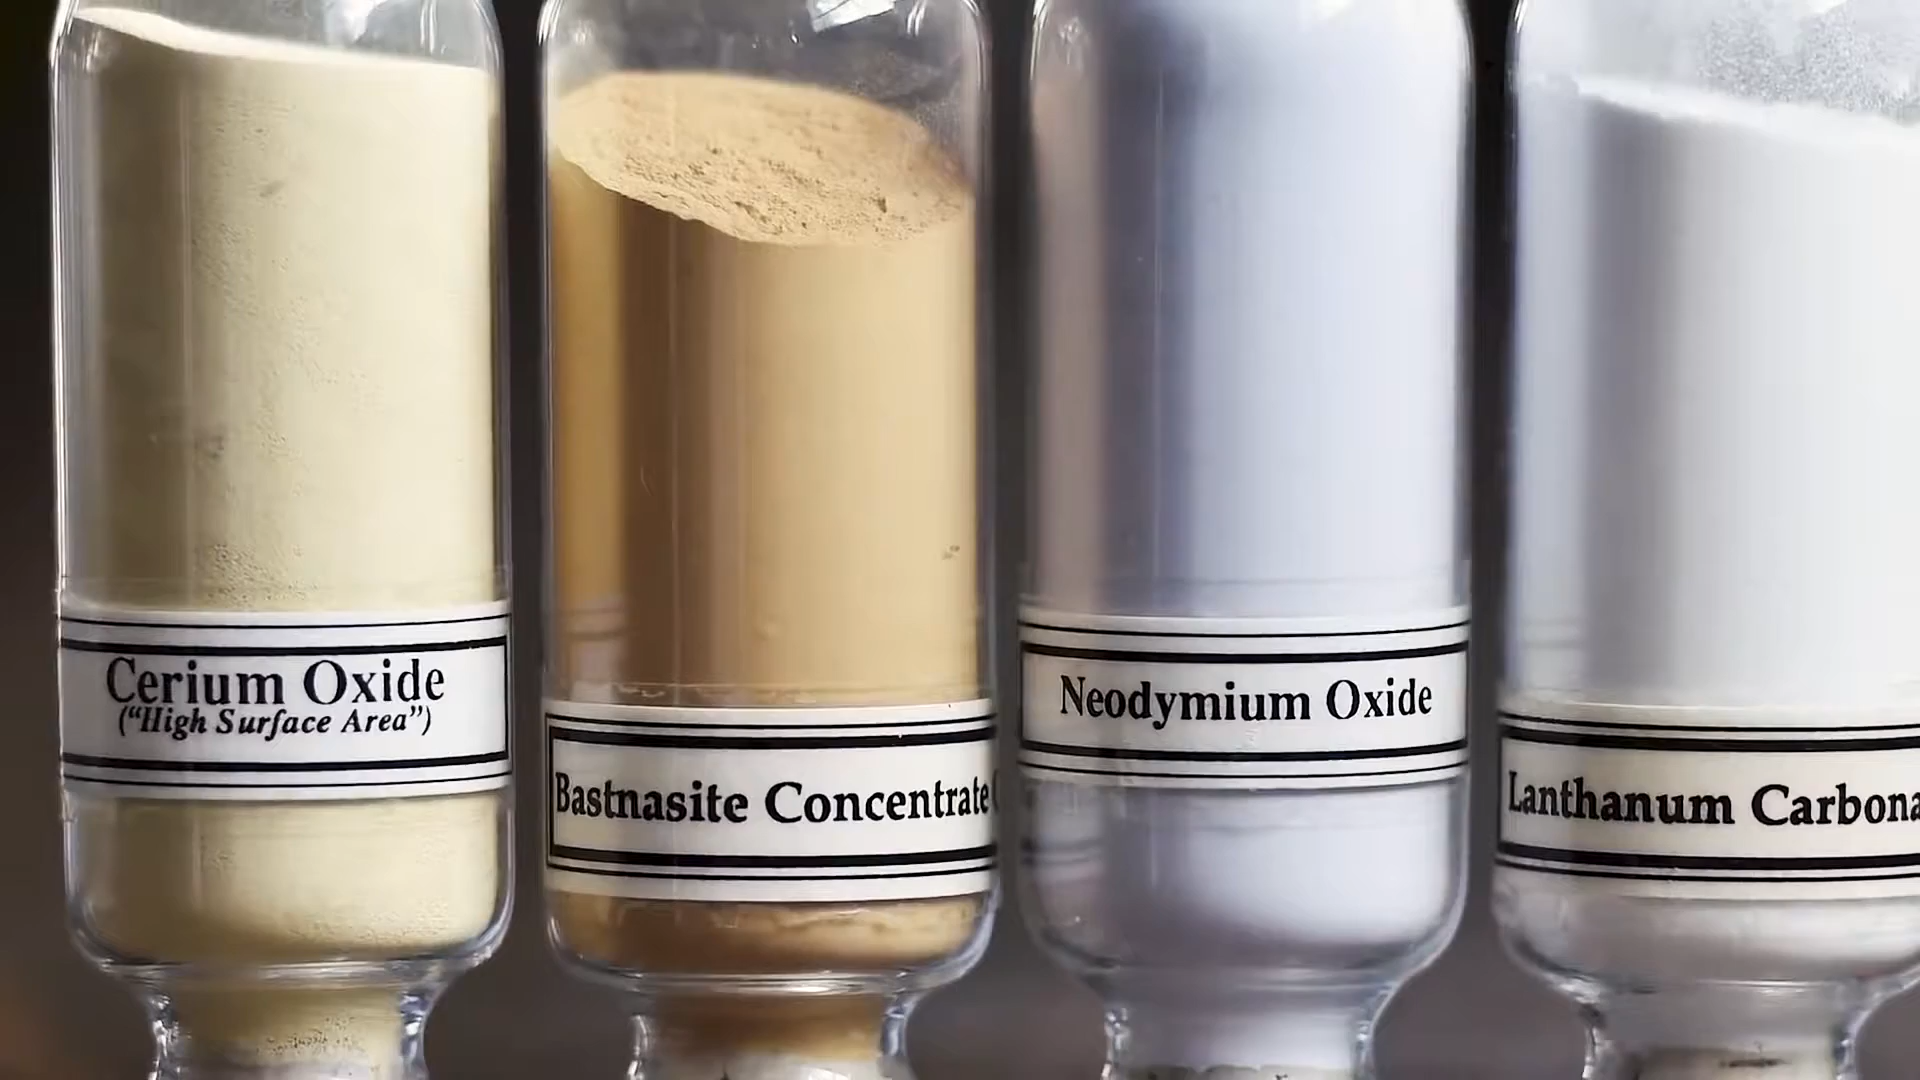 Cerium Oxide
(“High Surface Area”)
Bastnasite Concentrate
Neodymium Oxide
Lanthanum Carbona